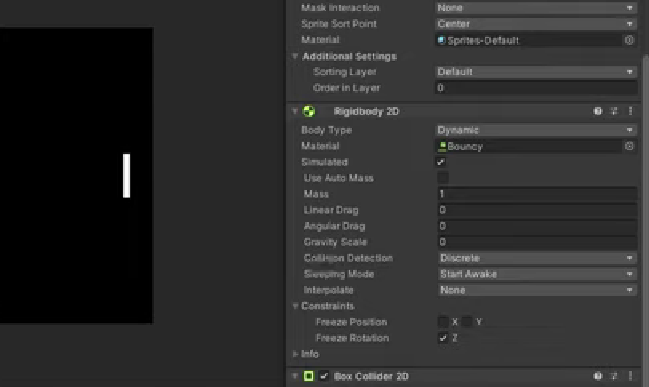 Mask Interaction None
Sprite Sort Point Center
Material Sprites-Default
Additional Settings
Sorting Layer Default
Order in Layer 0
Rigidbody 2D
Body Type Dynamic
Material Bouncy
Simulated
Use Auto Mass
Mass 1
Linear Drag 0
Angular Drag 0
Gravity Scale 0
Collision Detection Discrete
Sleeping Mode Start Awake
Interpolate None
Constraints
Freeze Position X Y
Freeze Rotation Z
Info
Box Collider 2D